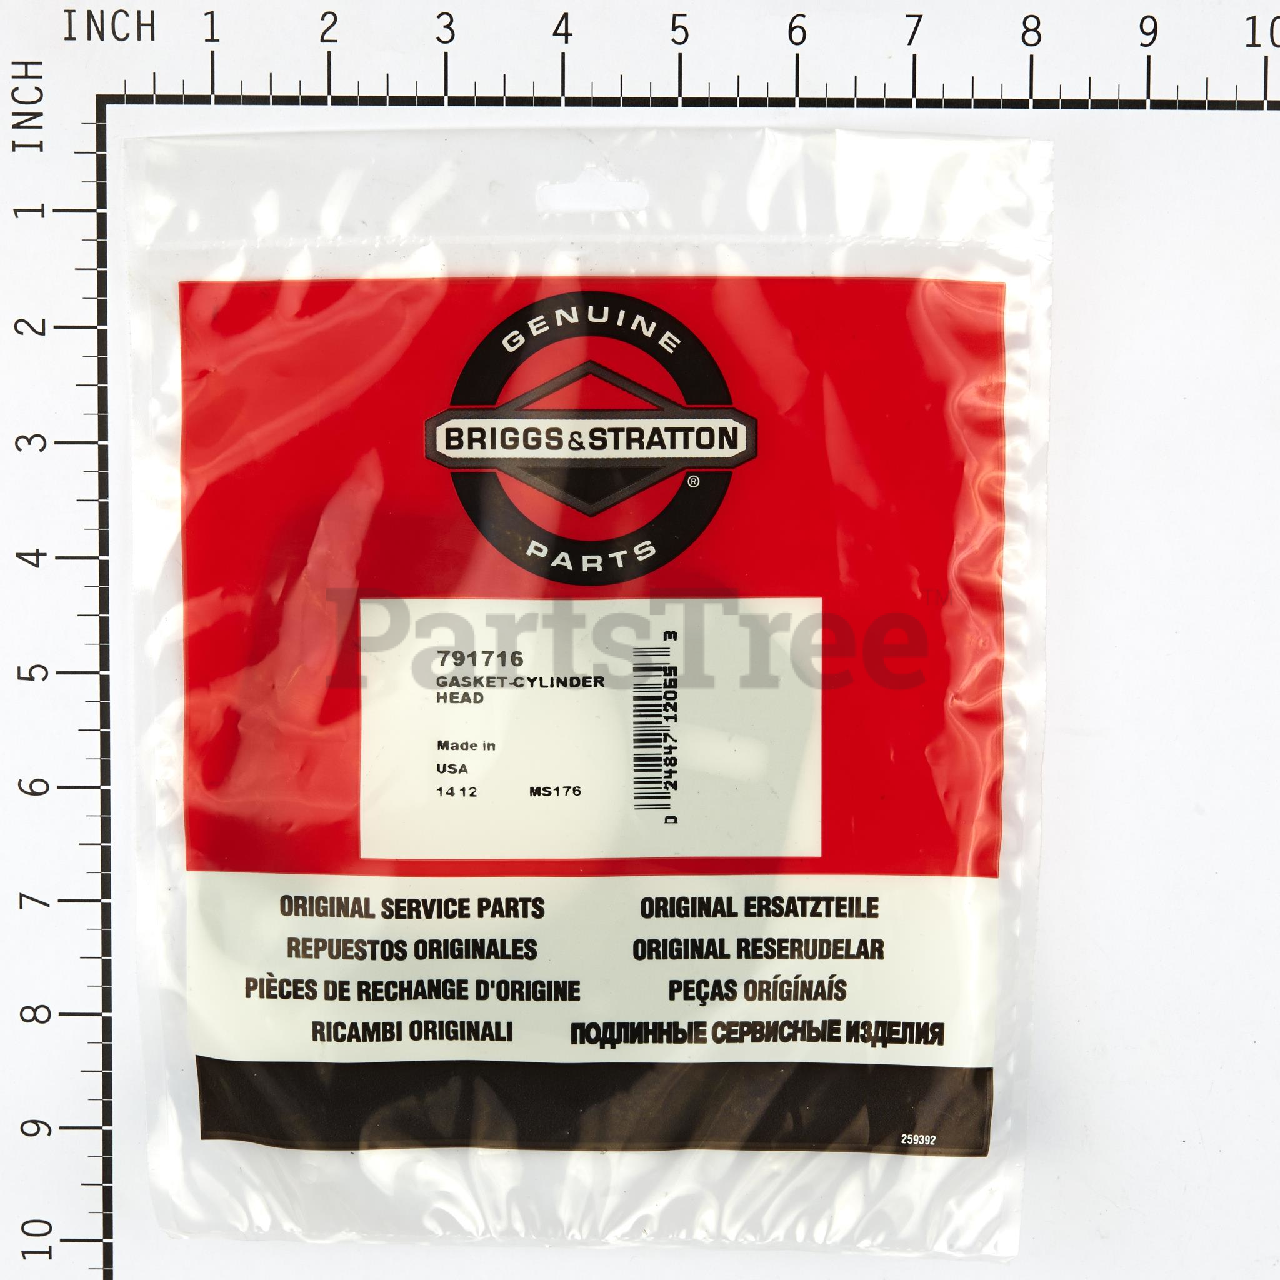 INCH 1 2 3 4 5 6 7 8 9 10
INCH
1
2
3
4
5
6
7
8
9
10
GENUINE
BRIGGS&STRATTON
®
PARTS
PartsTree™
791716
GASKET-CYLINDER
HEAD
Made in
USA
14 12 MS176
0 24847 12055 3
ORIGINAL SERVICE PARTS ORIGINAL ERSATZTEILE
REPUESTOS ORIGINALES ORIGINAL RESERUDELAR
PIÈCES DE RECHANGE D'ORIGINE PEÇAS ORÍGÍNAÍS
RICAMBI ORIGINALI ПОДЛИННЫЕ СЕРВИСНЫЕ ИЗДЕЛИЯ
259392